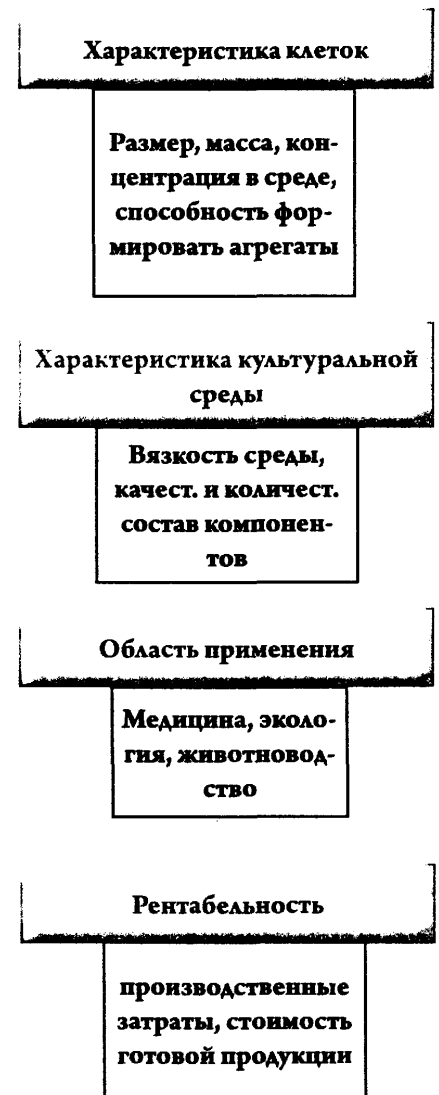 Характеристика клеток
Размер, масса, кон-
центрация в среде,
способность фор-
мировать агрегаты
Характеристика культуральной
среды
Вязкость среды,
качест. и количест.
состав компонен-
тов
Область применения
Медицина, эколо-
гия, животновод-
ство
Рентабельность
производственные
затраты, стоимость
готовой продукции